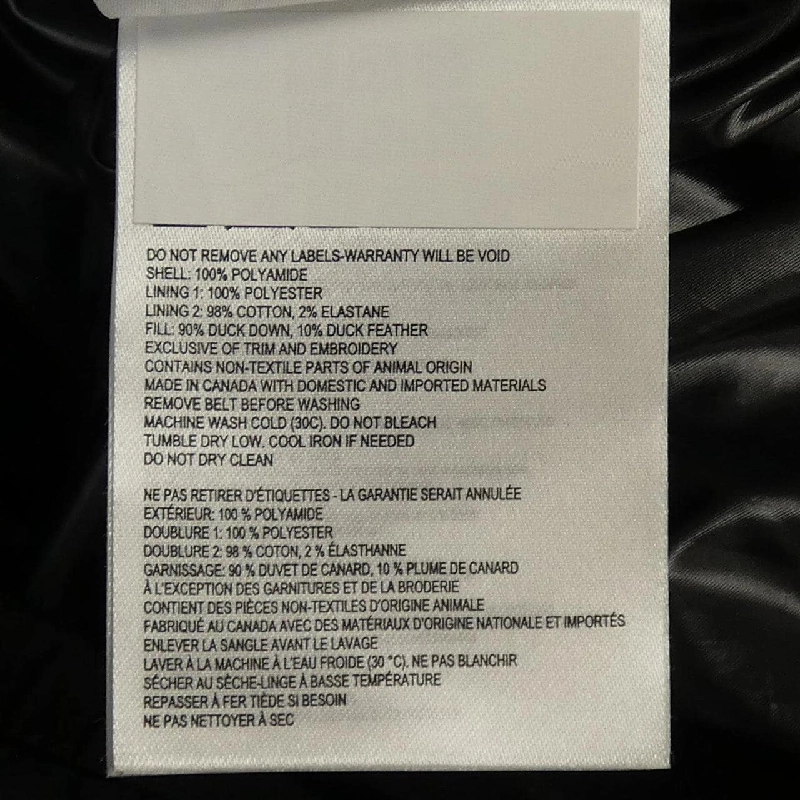 DO NOT REMOVE ANY LABELS-WARRANTY WILL BE VOID
SHELL: 100% POLYAMIDE
LINING 1: 100% POLYESTER
LINING 2: 98% COTTON, 2% ELASTANE
FILL: 90% DUCK DOWN, 10% DUCK FEATHER
EXCLUSIVE OF TRIM AND EMBROIDERY
CONTAINS NON-TEXTILE PARTS OF ANIMAL ORIGIN
MADE IN CANADA WITH DOMESTIC AND IMPORTED MATERIALS
REMOVE BELT BEFORE WASHING
MACHINE WASH COLD (30C). DO NOT BLEACH
TUMBLE DRY LOW. COOL IRON IF NEEDED
DO NOT DRY CLEAN
NE PAS RETIRER D'ÉTIQUETTES - LA GARANTIE SERAIT ANNULÉE
EXTÉRIEUR: 100 % POLYAMIDE
DOUBLURE 1: 100 % POLYESTER
DOUBLURE 2: 98 % COTON, 2 % ÉLASTHANNE
GARNISSAGE: 90 % DUVET DE CANARD, 10 % PLUME DE CANARD
À L'EXCEPTION DES GARNITURES ET DE LA BRODERIE
CONTIENT DES PIÈCES NON-TEXTILES D'ORIGINE ANIMALE
FABRIQUÉ AU CANADA AVEC DES MATÉRIAUX D'ORIGINE NATIONALE ET IMPORTÉS
ENLEVER LA SANGLE AVANT LE LAVAGE
LAVER À LA MACHINE À L'EAU FROIDE (30 °C). NE PAS BLANCHIR
SÉCHER AU SÈCHE-LINGE À BASSE TEMPÉRATURE
REPASSER À FER TIÈDE SI BESOIN
NE PAS NETTOYER À SEC